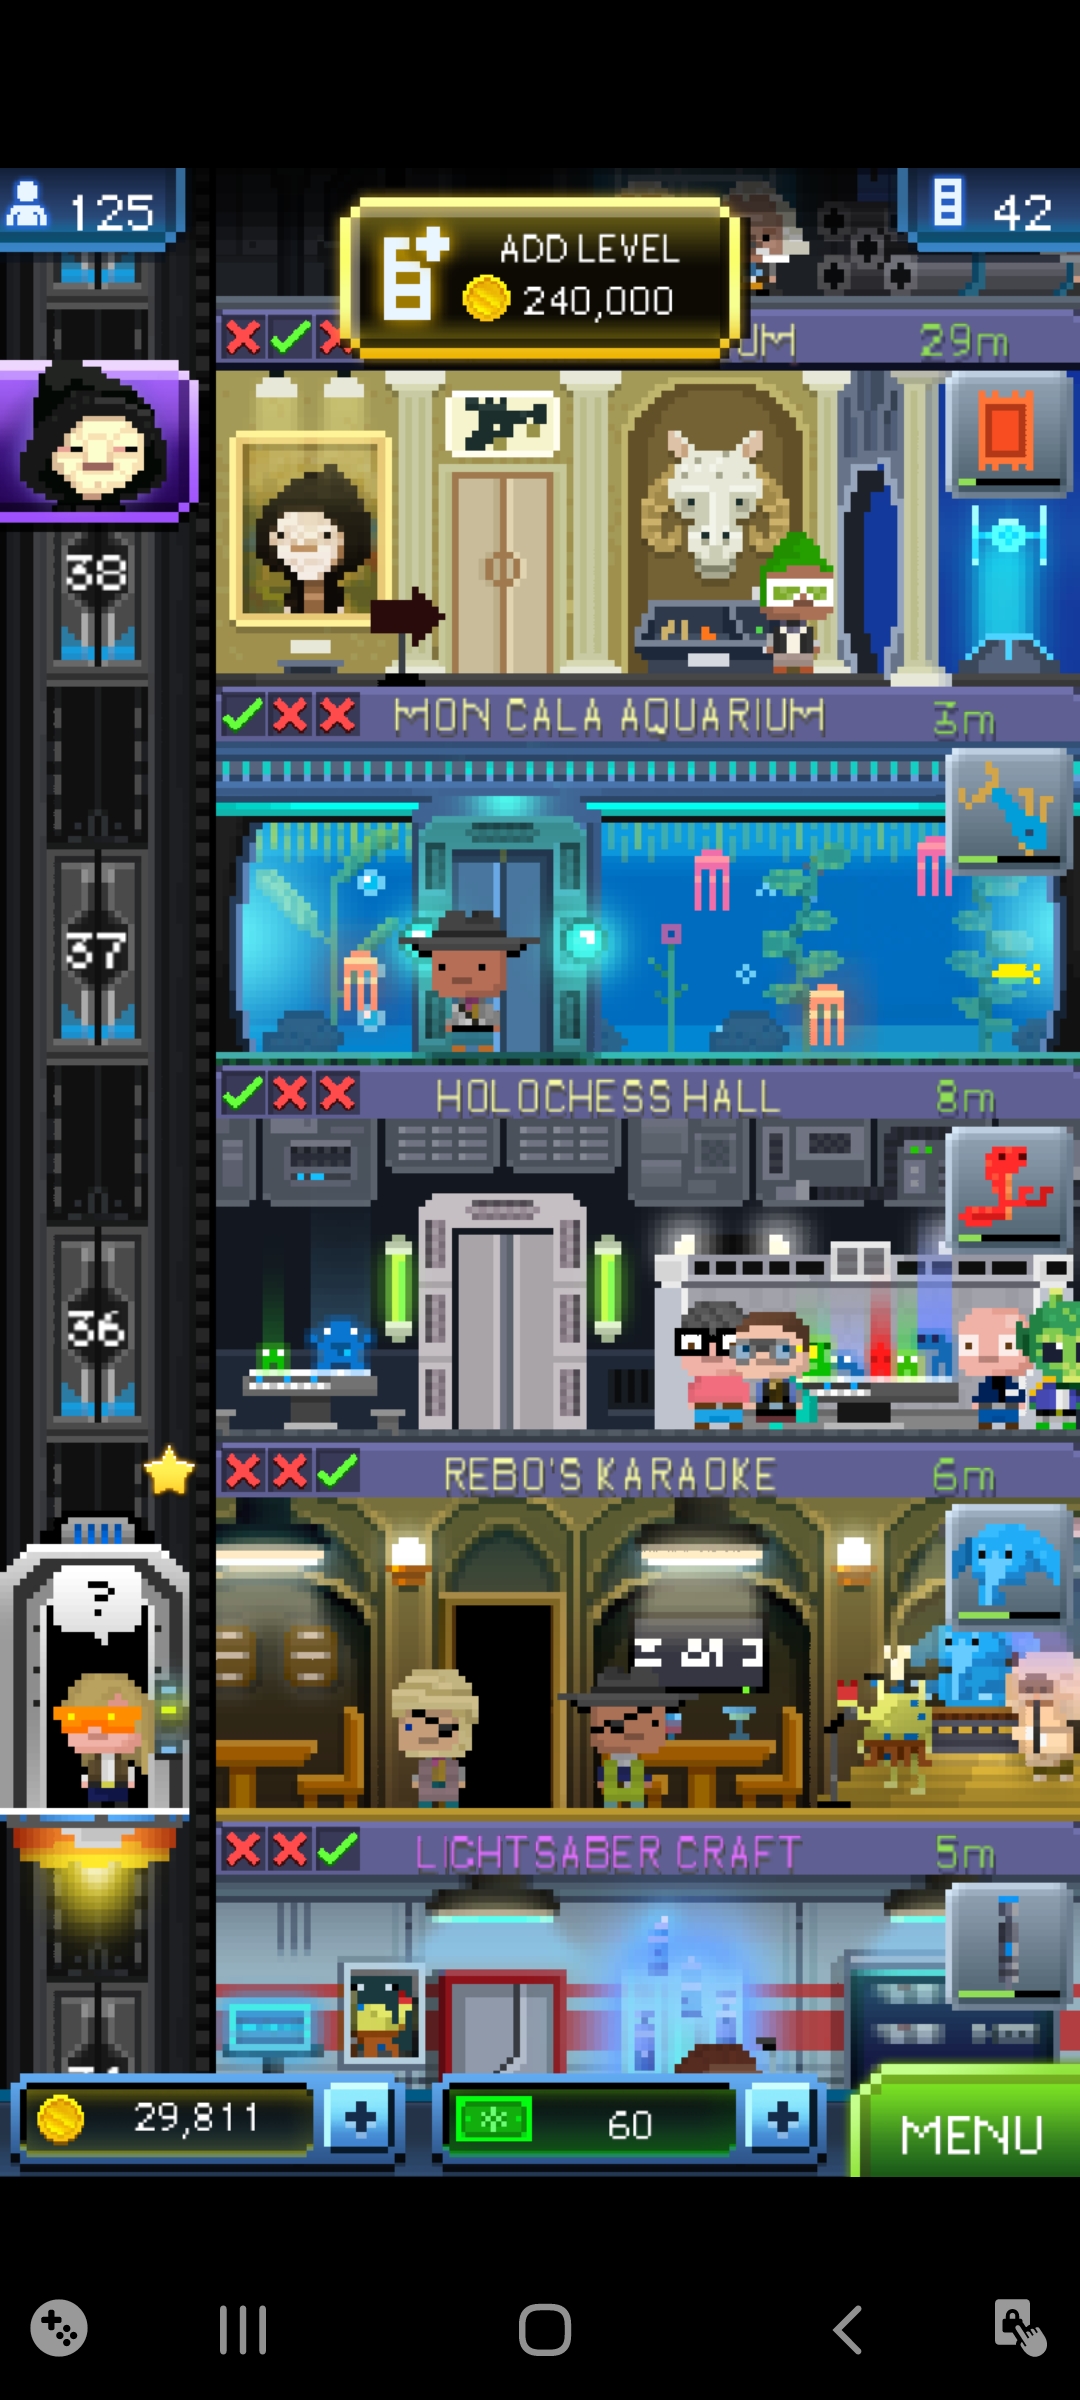 125
ADD LEVEL
240,000
42
UM 29m
38
MON CALA AQUARIUM 3m
37
HOLOCHESS HALL 8m
36
REBO'S KARAOKE 6m
?
LIGHTSABER CRAFT 5m
29,811
60
MENU